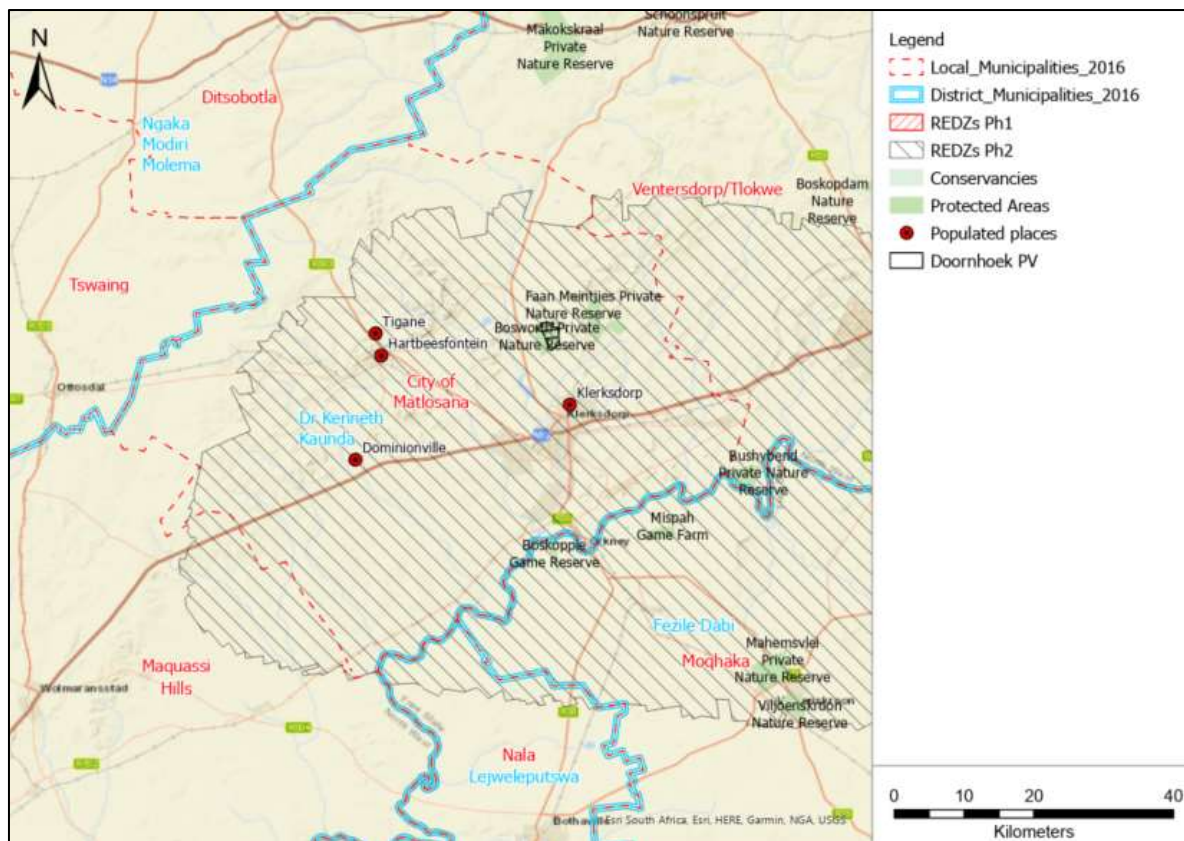 N
Schoonspruit
Nature Reserve
Makokskraal
Private
Nature Reserve
Ditsobotla
Ngaka
Modiri
Molema
Ventersdorp/Tlokwe
Boskopdam
Nature
Reserve
Tswaing
Faan Meintjies Private
Nature Reserve
Bosworth Private
Nature Reserve
Tigane
Hartbeesfontein
Ottosdal
City of
Matlosana
Klerksdorp
Klerksdorp
Dr Kenneth
Kaunda
Dominionville
Bushybend
Private Nature
Reserve
Mispah
Game Farm
Boskoppie
Game Reserve
Fezile Dabi
Moqhaka
Mahemsvlei
Private
Nature Reserve
Viljoenskroon
Nature Reserve
Maquassi
Hills
Wolmaransstad
Nala
Lejweleputswa
Bothaville
Esri South Africa, Esri, HERE, Garmin, NGA, USGS
Legend
Local_Municipalities_2016
District_Municipalities_2016
REDZs Ph1
REDZs Ph2
Conservancies
Protected Areas
Populated places
Doornhoek PV
0 10 20 40
Kilometers